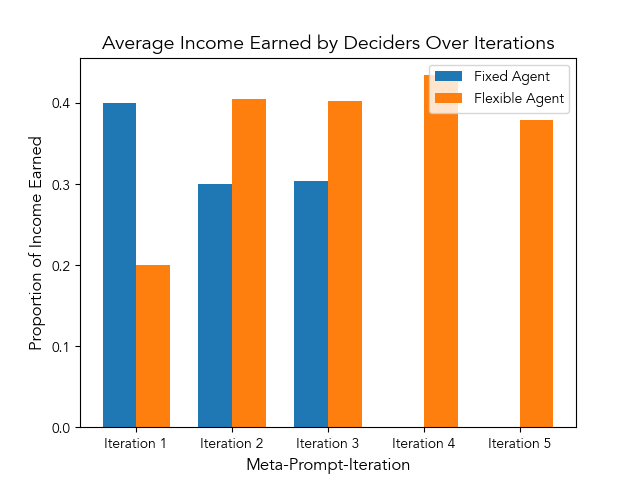 Average Income Earned by Deciders Over Iterations
Fixed Agent
Flexible Agent
Proportion of Income Earned
0.4
0.3
0.2
0.1
0.0
Iteration 1 Iteration 2 Iteration 3 Iteration 4 Iteration 5
Meta-Prompt-Iteration